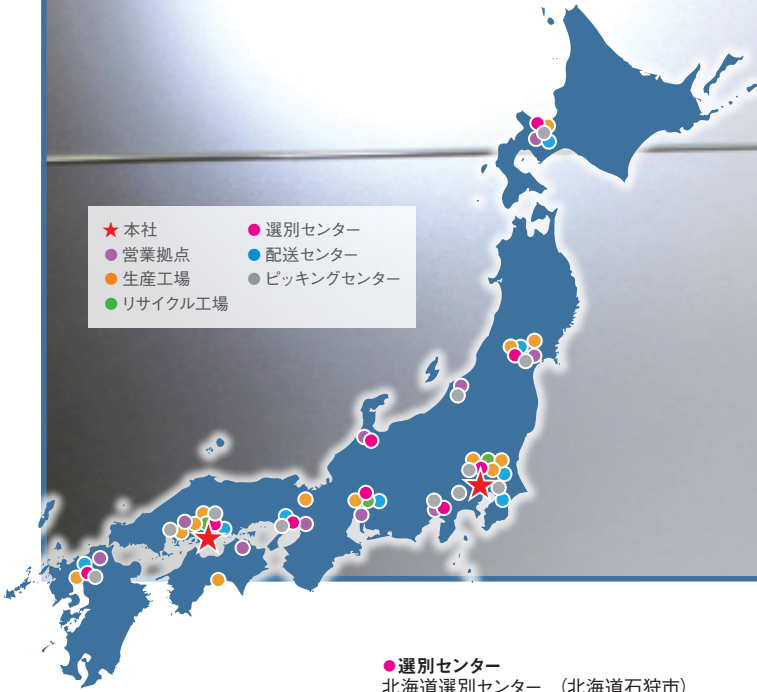 ★ 本社
● 営業拠点
● 生産工場
● リサイクル工場
● 選別センター
● 配送センター
● ピッキングセンター
●選別センター
北海道選別センター （北海道石狩市）